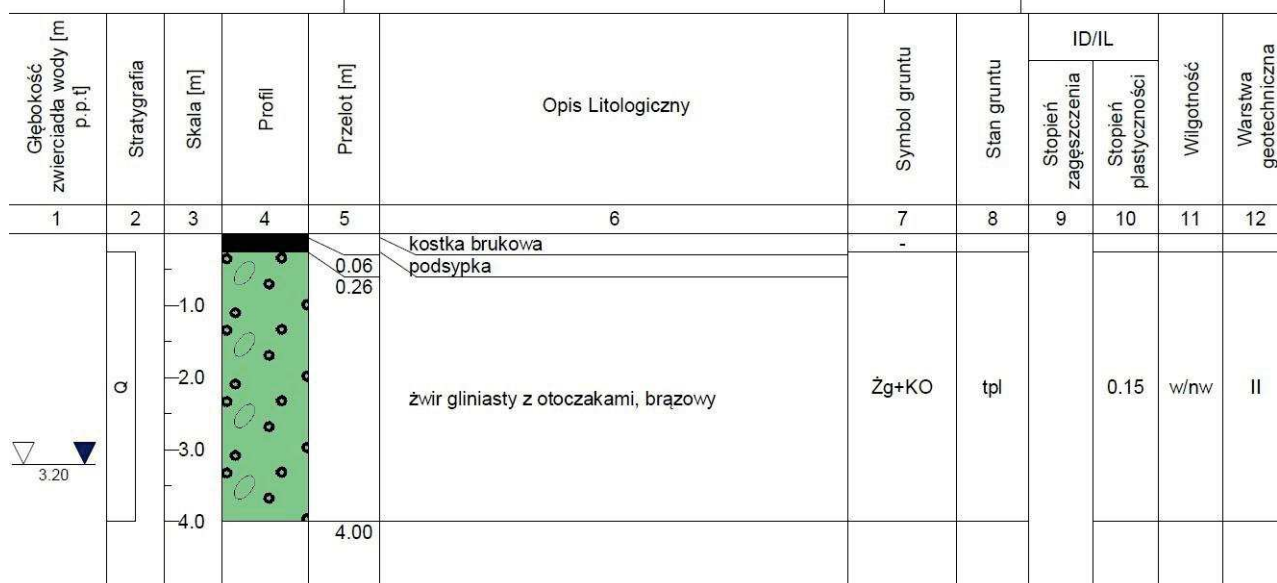 Głębokość
zwierciadła wody [m
p.p.t]
Stratygrafia
Skala [m]
Profil
Przelot [m]
Opis Litologiczny
Symbol gruntu
Stan gruntu
ID/IL
Stopień
zagęszczenia
Stopień
plastyczności
Wilgotność
Warstwa
geotechniczna
1 2 3 4 5 6 7 8 9 10 11 12
kostka brukowa -
0.06 podsypka
0.26
1.0
2.0
Q żwir gliniasty z otoczakami, brązowy Żg+KO tpl 0.15 w/nw II
3.0
3.20
4.0
4.00